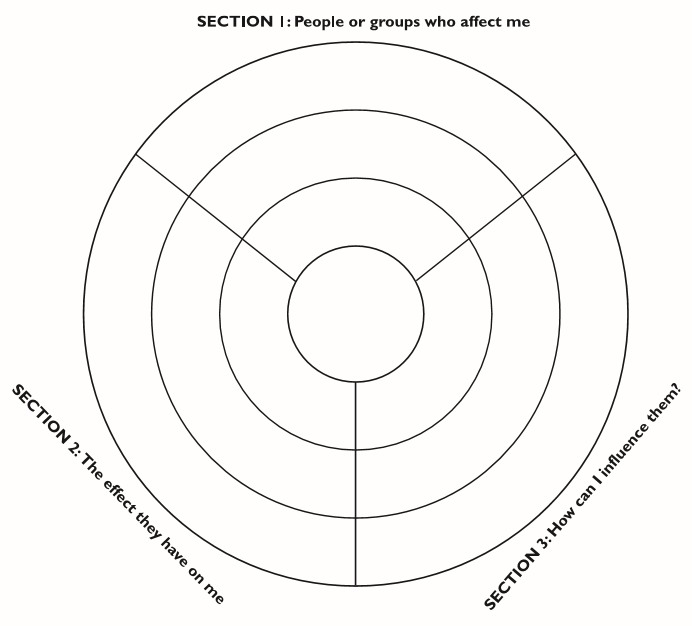 SECTION 1: People or groups who affect me
SECTION 2: The effect they have on me
SECTION 3: How can I influence them?